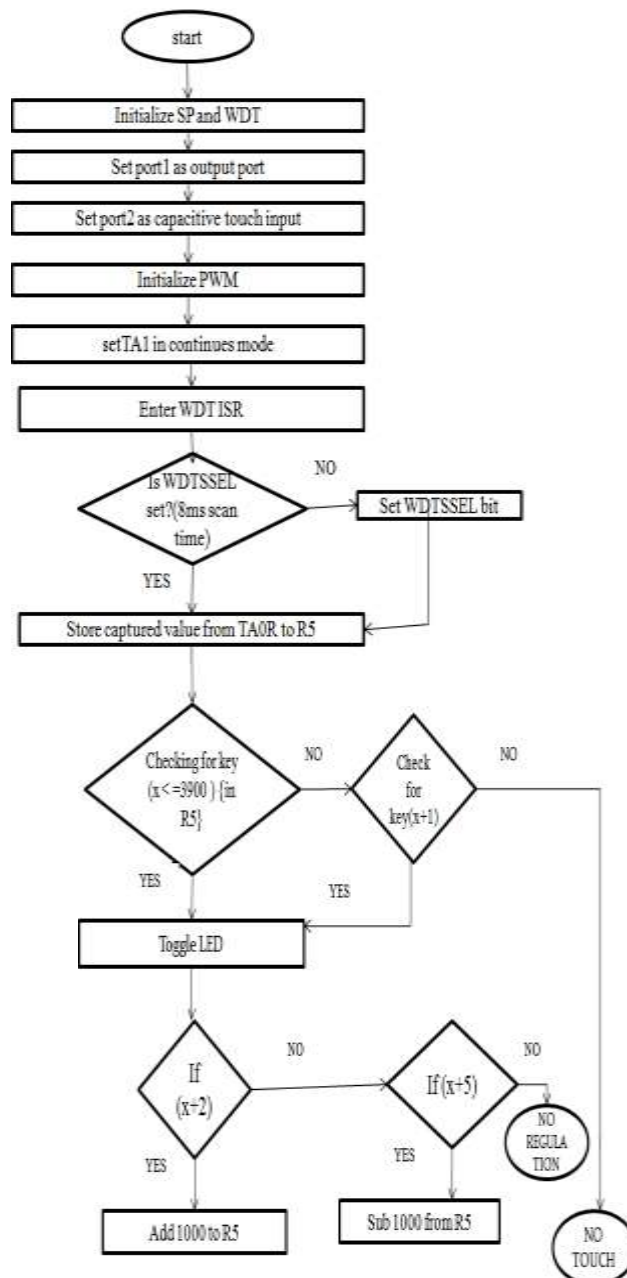 start
Initialize SP and WDT
Set port1 as output port
Set port2 as capacitive touch input
Initialize PWM
setTA1 in continues mode
Enter WDT ISR
Is WDTSSEL
set?(8ms scan
time)
NO
Set WDTSSEL bit
YES
Store captured value from TA0R to R5
Checking for key
(x<=3900 ) {in
R5}
NO
Check
for
key(x+1)
NO
YES
YES
Toggle LED
If
(x+2)
NO
If (x+5)
NO
NO
REGULA
TION
YES
YES
Add 1000 to R5
Sub 1000 from R5
NO
TOUCH